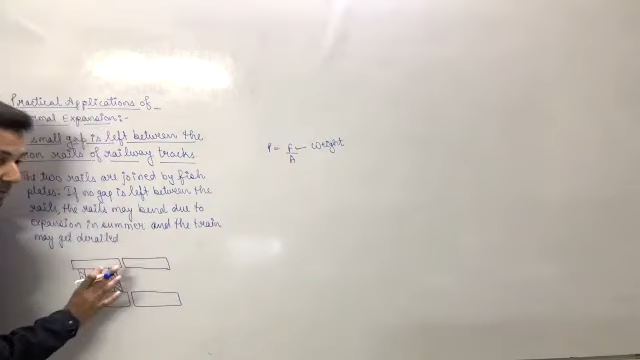 Practical Applications of
rmal Expansion:-
small gap is left between the
on rails of railway tracks
he two rails are joined by fish
plates. If no gap is left between the
rails, the rails may bend due to
expansion in summer and the train
may get derailed
P = F/A ← Weight